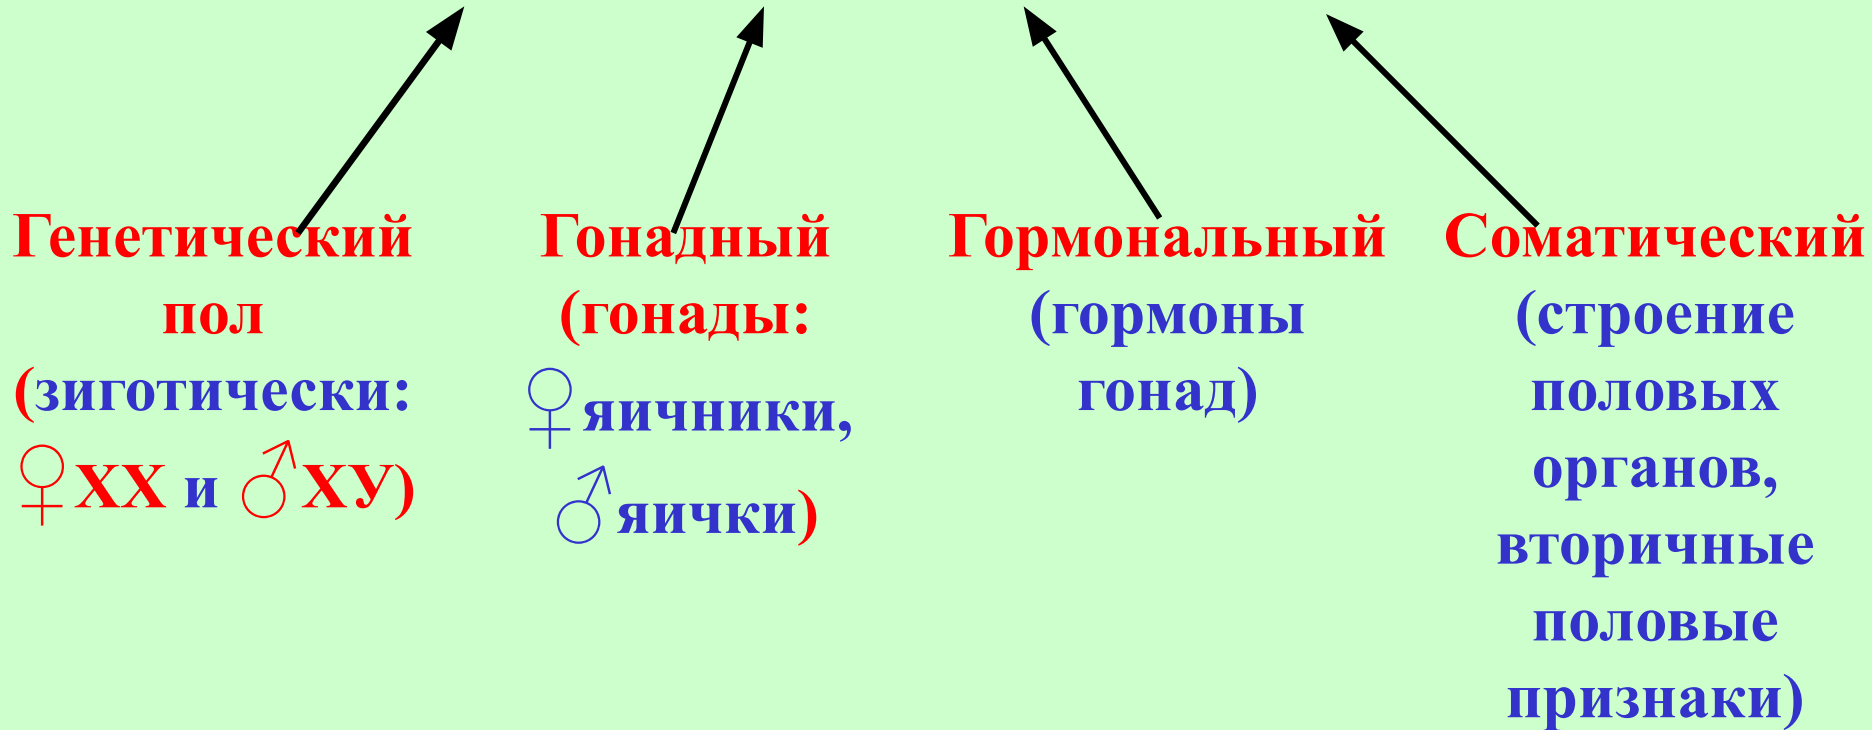 Генетический
пол
(зиготически:
♀ХХ и ♂ХУ)
Гонадный
(гонады:
♀яичники,
♂яички)
Гормональный
(гормоны
гонад)
Соматический
(строение
половых
органов,
вторичные
половые
признаки)